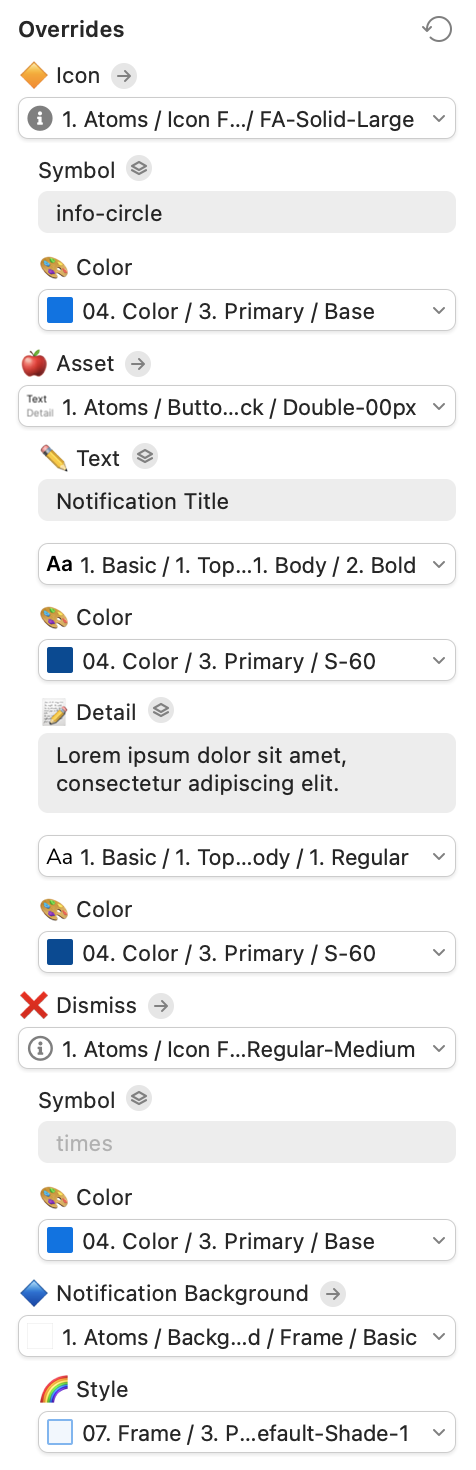 Overrides
Icon
1. Atoms / Icon F.../ FA-Solid-Large
Symbol
info-circle
Color
04. Color / 3. Primary / Base
Asset
Text
Detail
1. Atoms / Butto...ck / Double-00px
Text
Notification Title
Aa 1. Basic / 1. Top...1. Body / 2. Bold
Color
04. Color / 3. Primary / S-60
Detail
Lorem ipsum dolor sit amet,
consectetur adipiscing elit.
Aa 1. Basic / 1. Top...ody / 1. Regular
Color
04. Color / 3. Primary / S-60
Dismiss
1. Atoms / Icon F...Regular-Medium
Symbol
times
Color
04. Color / 3. Primary / Base
Notification Background
1. Atoms / Backg...d / Frame / Basic
Style
07. Frame / 3. P...efault-Shade-1